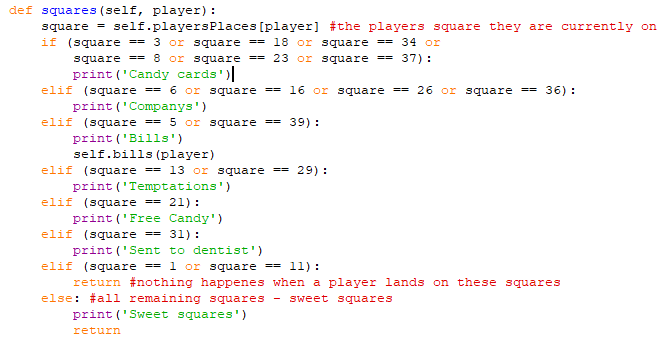 def squares(self, player):
    square = self.playersPlaces[player] #the players square they are currently on
    if (square == 3 or square == 18 or square == 34 or
        square == 8 or square == 23 or square == 37):
        print('Candy cards')
    elif (square == 6 or square == 16 or square == 26 or square == 36):
        print('Companys')
    elif (square == 5 or square == 39):
        print('Bills')
        self.bills(player)
    elif (square == 13 or square == 29):
        print('Temptations')
    elif (square == 21):
        print('Free Candy')
    elif (square == 31):
        print('Sent to dentist')
    elif (square == 1 or square == 11):
        return #nothing happenes when a player lands on these squares
    else: #all remaining squares - sweet squares
        print('Sweet squares')
        return